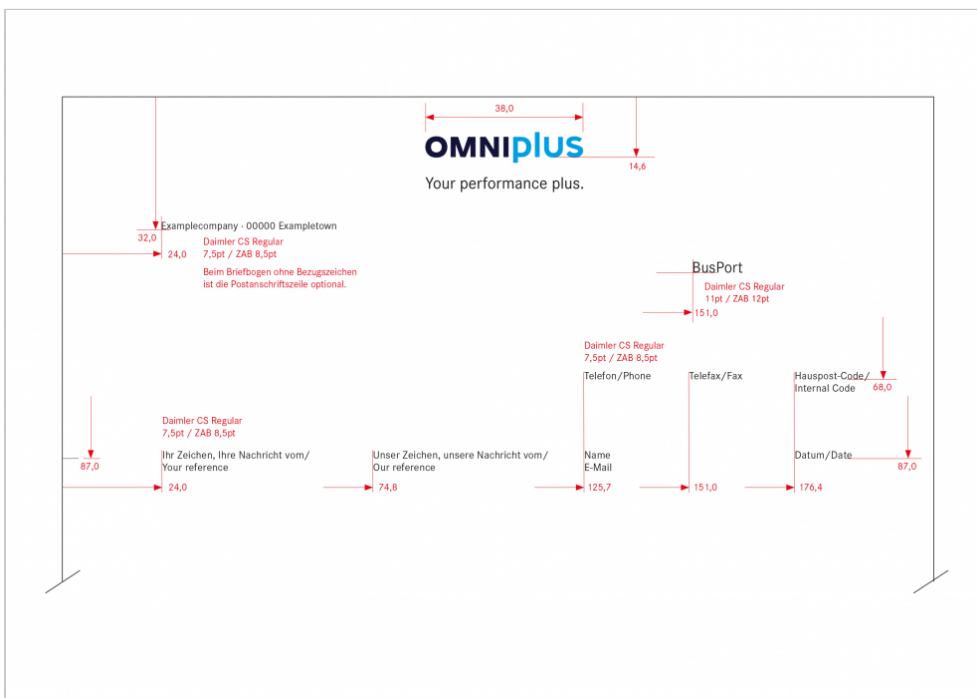 38,0
OMNIplus
14,6
Your performance plus.
Examplecompany · 00000 Exampletown
32,0
Daimler CS Regular
7,5pt / ZAB 8,5pt
24,0
Beim Briefbogen ohne Bezugszeichen
ist die Postanschriftszeile optional.
BusPort
Daimler CS Regular
11pt / ZAB 12pt
151,0
Daimler CS Regular
7,5pt / ZAB 8,5pt
Telefon/Phone
Telefax/Fax
Hauspost-Code/
Internal Code
68,0
Daimler CS Regular
7,5pt / ZAB 8,5pt
87,0
Ihr Zeichen, Ihre Nachricht vom/
Your reference
Unser Zeichen, unsere Nachricht vom/
Our reference
Name
E-Mail
Datum/Date
87,0
24,0
74,8
125,7
151,0
176,4